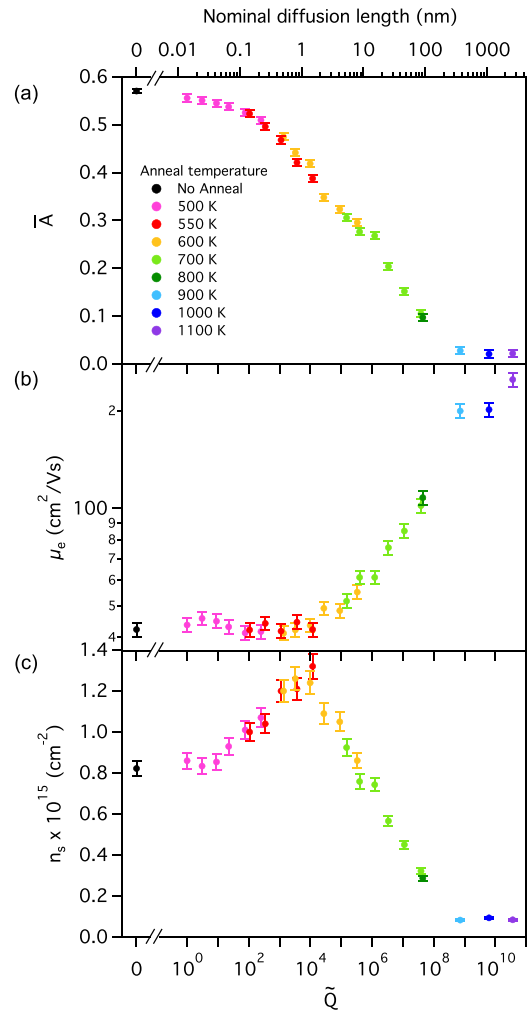 Nominal diffusion length (nm)
0 0.01 0.1 1 10 100 1000
(a)
0.6
0.5
0.4
0.3
0.2
0.1
0.0
A̅
Anneal temperature
No Anneal
500 K
550 K
600 K
700 K
800 K
900 K
1000 K
1100 K
(b)
2
100
9
8
7
6
5
4
μe (cm²/Vs)
(c)
1.4
1.2
1.0
0.8
0.6
0.4
0.2
0.0
ns x 10¹⁵ (cm⁻²)
0 10⁰ 10² 10⁴ 10⁶ 10⁸ 10¹⁰
Q̃